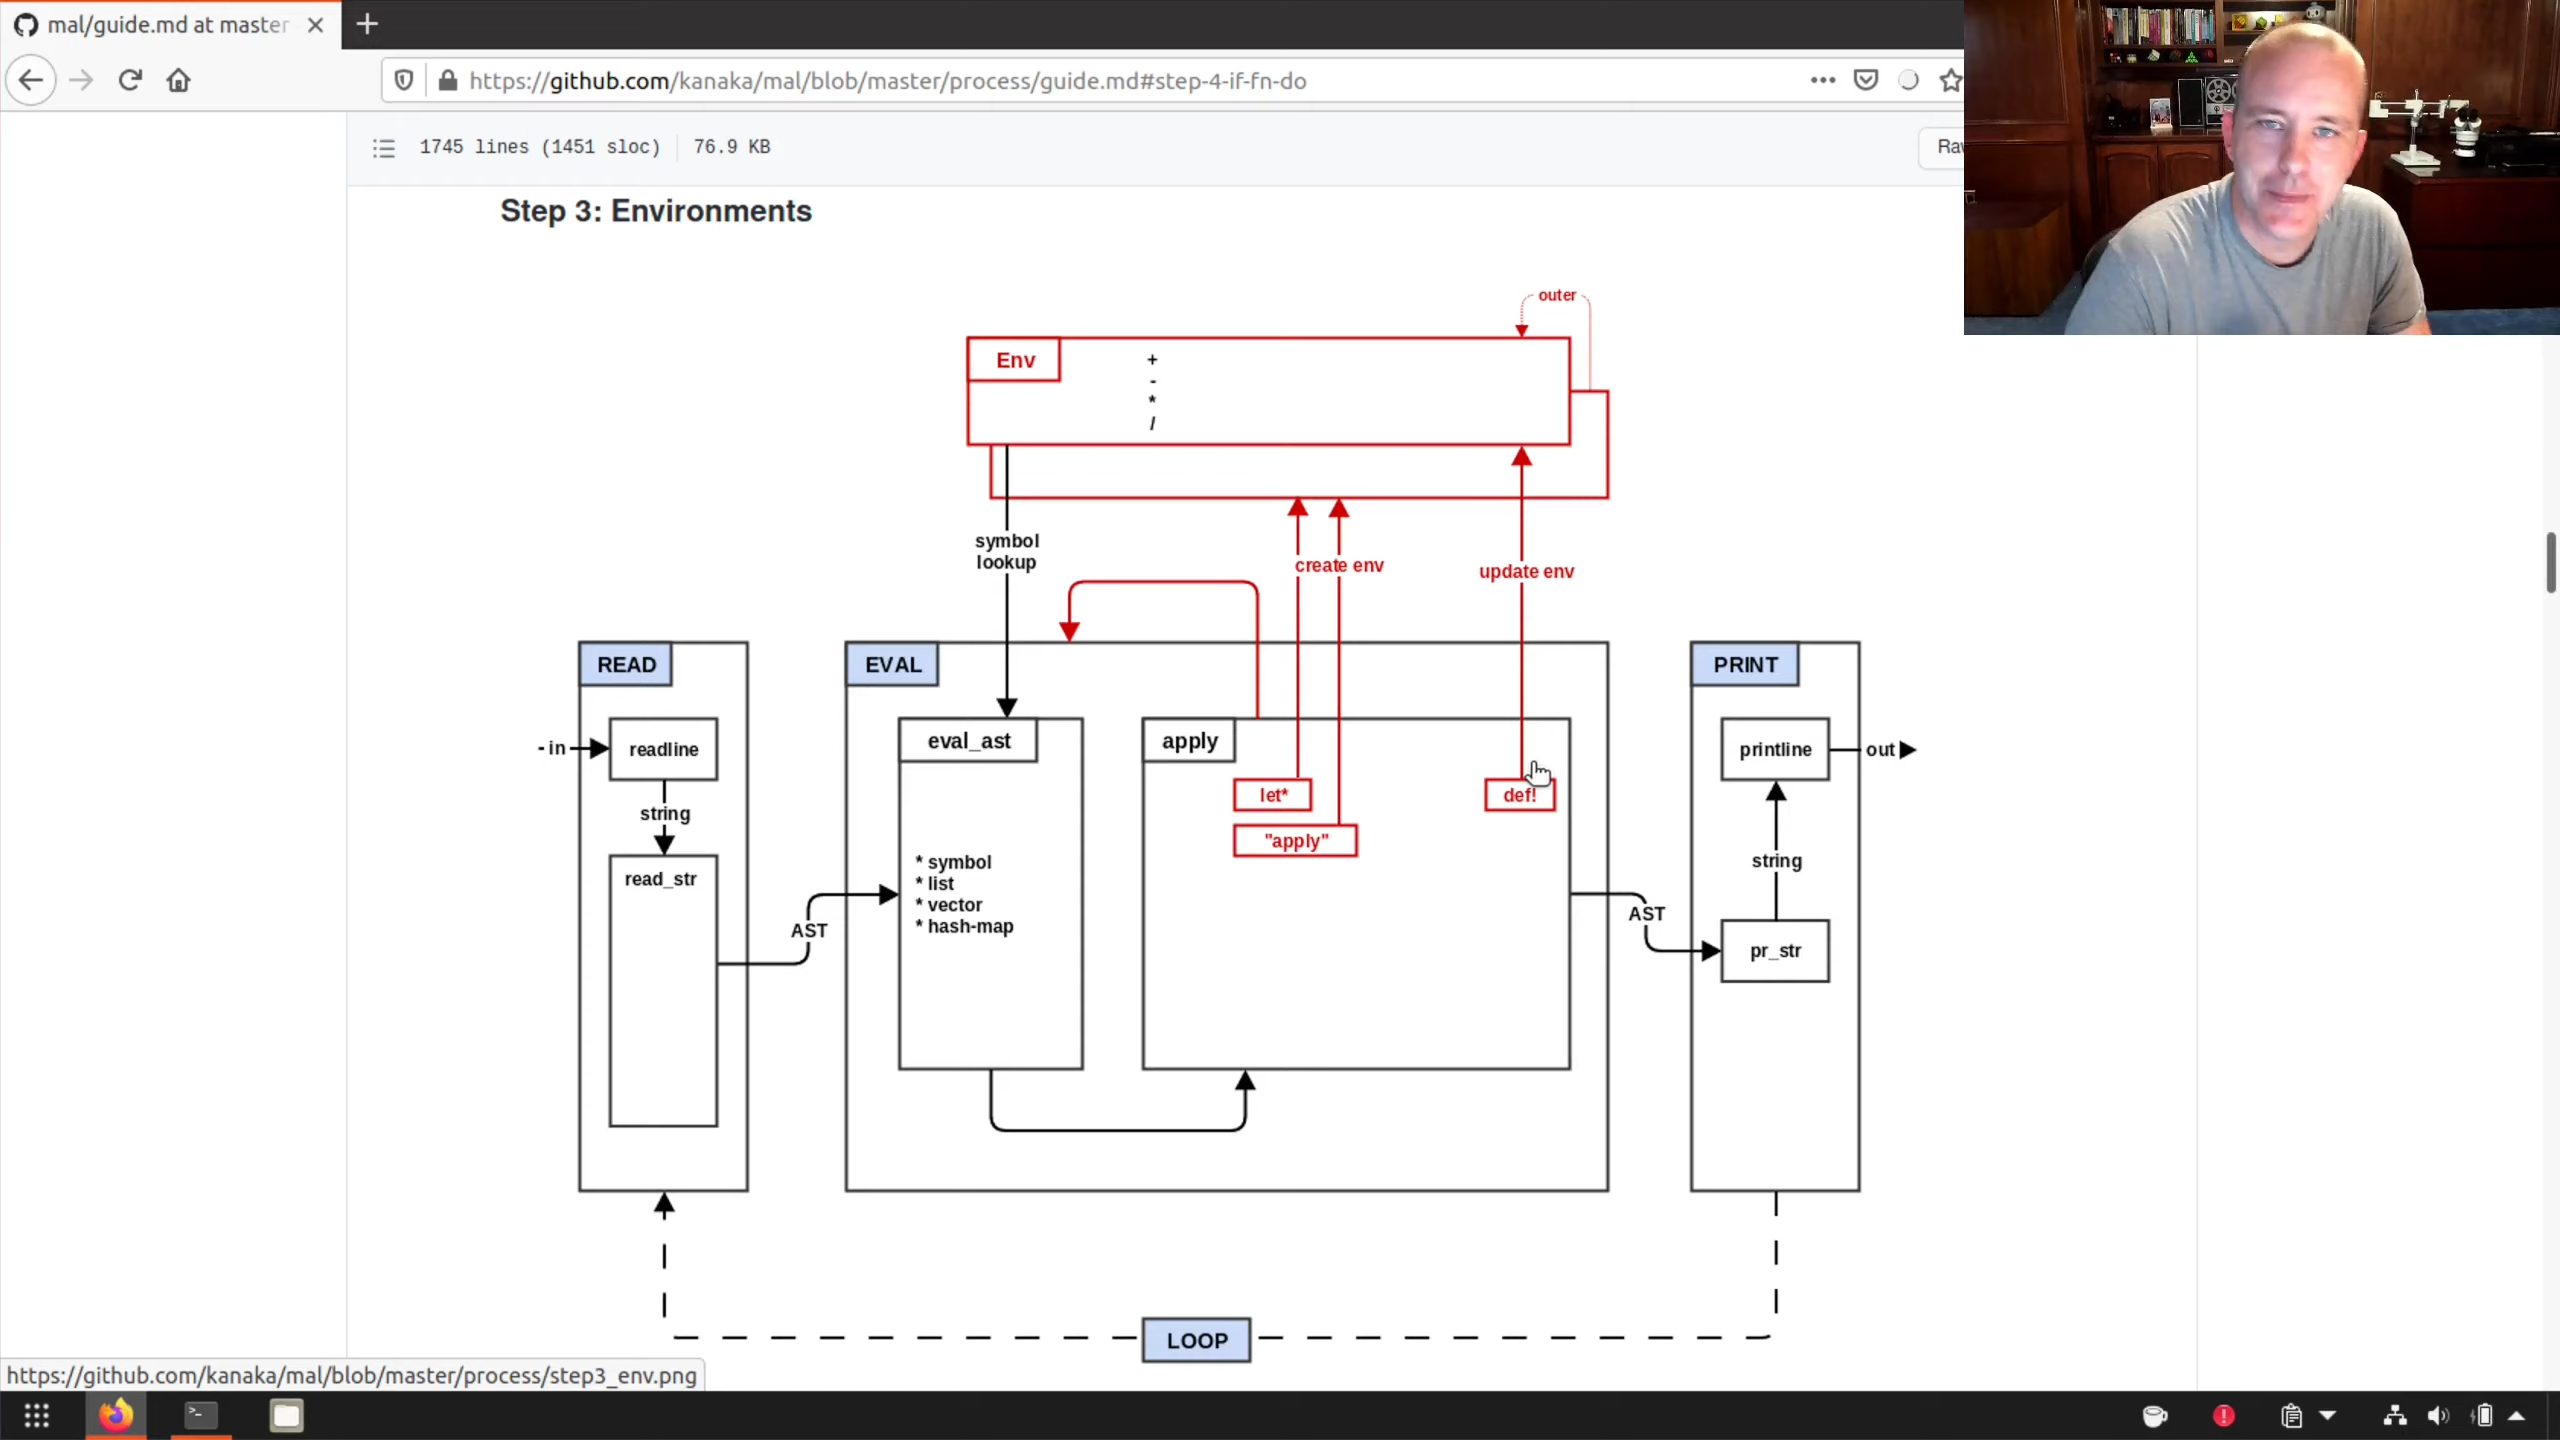 mal/guide.md at master
https://github.com/kanaka/mal/blob/master/process/guide.md#step-4-if-fn-do
1745 lines (1451 sloc)
76.9 KB
Step 3: Environments
outer
Env
+
-
*
/
symbol
lookup
create env
update env
READ
EVAL
PRINT
- in
readline
string
read_str
AST
eval_ast
* symbol
* list
* vector
* hash-map
apply
let*
"apply"
def!
AST
printline
out
string
pr_str
LOOP
https://github.com/kanaka/mal/blob/master/process/step3_env.png